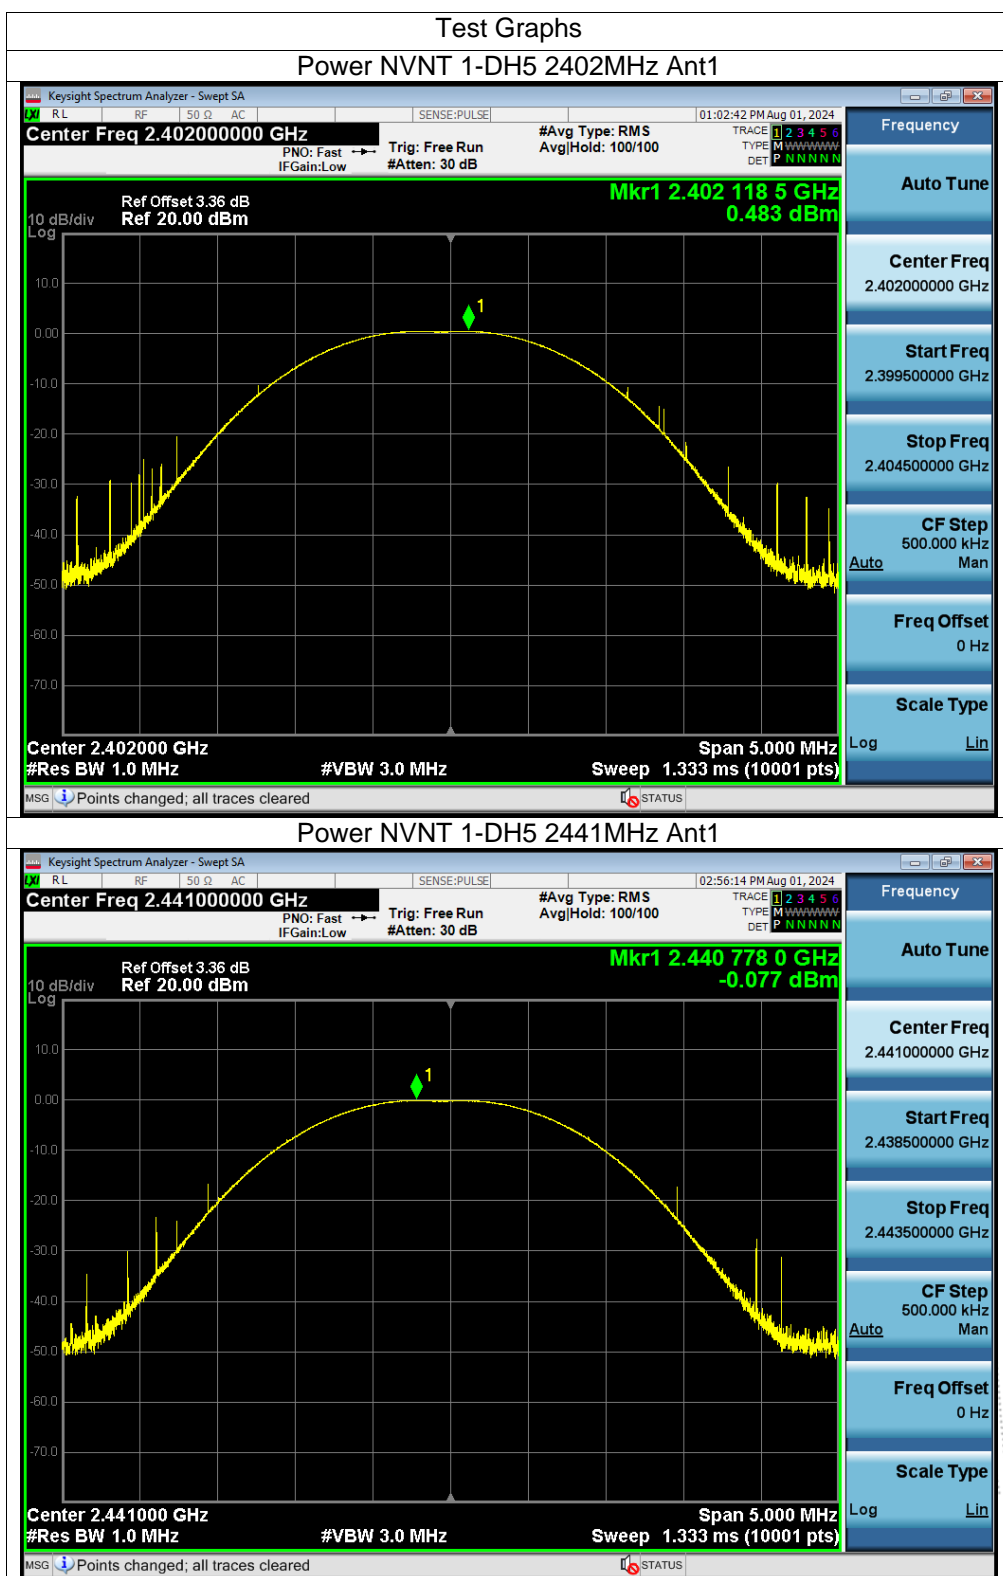 Test Graphs
Power NVNT 1-DH5 2402MHz Ant1
Keysight Spectrum Analyzer - Swept SA
LXI RL RF 50 Ω AC SENSE:PULSE 01:02:42 PM Aug 01, 2024
Center Freq 2.402000000 GHz
PNO: Fast
IFGain:Low
Trig: Free Run
#Atten: 30 dB
#Avg Type: RMS
Avg|Hold: 100/100
TRACE 1 2 3 4 5 6
TYPE M WWWWW
DET P N N N N N
Frequency
Mkr1 2.402 118 5 GHz
0.483 dBm
Ref Offset 3.36 dB
10 dB/div Ref 20.00 dBm
Log
10.0
0.00
-10.0
-20.0
-30.0
-40.0
-50.0
-60.0
-70.0
1
Center 2.402000 GHz
Span 5.000 MHz
#Res BW 1.0 MHz
#VBW 3.0 MHz
Sweep 1.333 ms (10001 pts)
MSG Points changed; all traces cleared STATUS
Auto Tune
Center Freq
2.402000000 GHz
Start Freq
2.399500000 GHz
Stop Freq
2.404500000 GHz
CF Step
500.000 kHz
Auto Man
Freq Offset
0 Hz
Scale Type
Log Lin
Power NVNT 1-DH5 2441MHz Ant1
Keysight Spectrum Analyzer - Swept SA
LXI RL RF 50 Ω AC SENSE:PULSE 02:56:14 PM Aug 01, 2024
Center Freq 2.441000000 GHz
PNO: Fast
IFGain:Low
Trig: Free Run
#Atten: 30 dB
#Avg Type: RMS
Avg|Hold: 100/100
TRACE 1 2 3 4 5 6
TYPE M WWWWW
DET P N N N N N
Frequency
Mkr1 2.440 778 0 GHz
-0.077 dBm
Ref Offset 3.36 dB
10 dB/div Ref 20.00 dBm
Log
10.0
0.00
-10.0
-20.0
-30.0
-40.0
-50.0
-60.0
-70.0
1
Center 2.441000 GHz
Span 5.000 MHz
#Res BW 1.0 MHz
#VBW 3.0 MHz
Sweep 1.333 ms (10001 pts)
MSG Points changed; all traces cleared STATUS
Auto Tune
Center Freq
2.441000000 GHz
Start Freq
2.438500000 GHz
Stop Freq
2.443500000 GHz
CF Step
500.000 kHz
Auto Man
Freq Offset
0 Hz
Scale Type
Log Lin